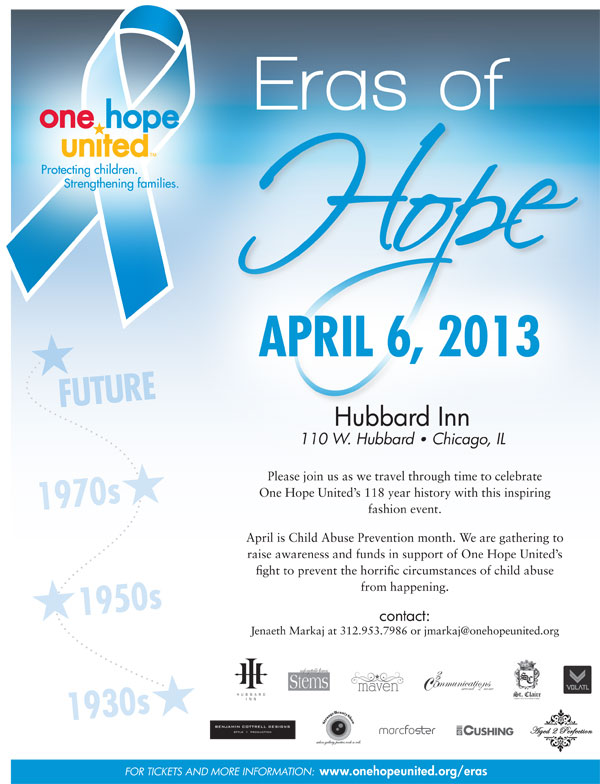 one hope
united
Protecting children.
Strengthening families.
Eras of
Hope
APRIL 6, 2013
Hubbard Inn
110 W. Hubbard • Chicago, IL
Please join us as we travel through time to celebrate
One Hope United's 118 year history with this inspiring
fashion event.
April is Child Abuse Prevention month. We are gathering to
raise awareness and funds in support of One Hope United's
fight to prevent the horrific circumstances of child abuse
from happening.
contact:
Jenaeth Markaj at 312.953.7986 or jmarkaj@onehopeunited.org
FUTURE
1970s
1950s
1930s
HUBBARD
INN
Stems
maven
Communications
St. Claire
VOLATL
BENJAMIN COTTRELL DESIGNS
STYLE • PRODUCTION
marcfoster
CUSHING
Aged 2 Perfection
FOR TICKETS AND MORE INFORMATION: www.onehopeunited.org/eras